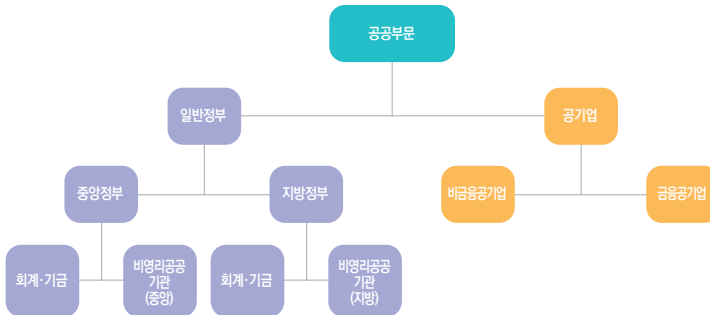 공공부문
일반정부
공기업
중앙정부
지방정부
비금융공기업
금융공기업
회계·기금
비영리공공
기관
(중앙)
회계·기금
비영리공공
기관
(지방)